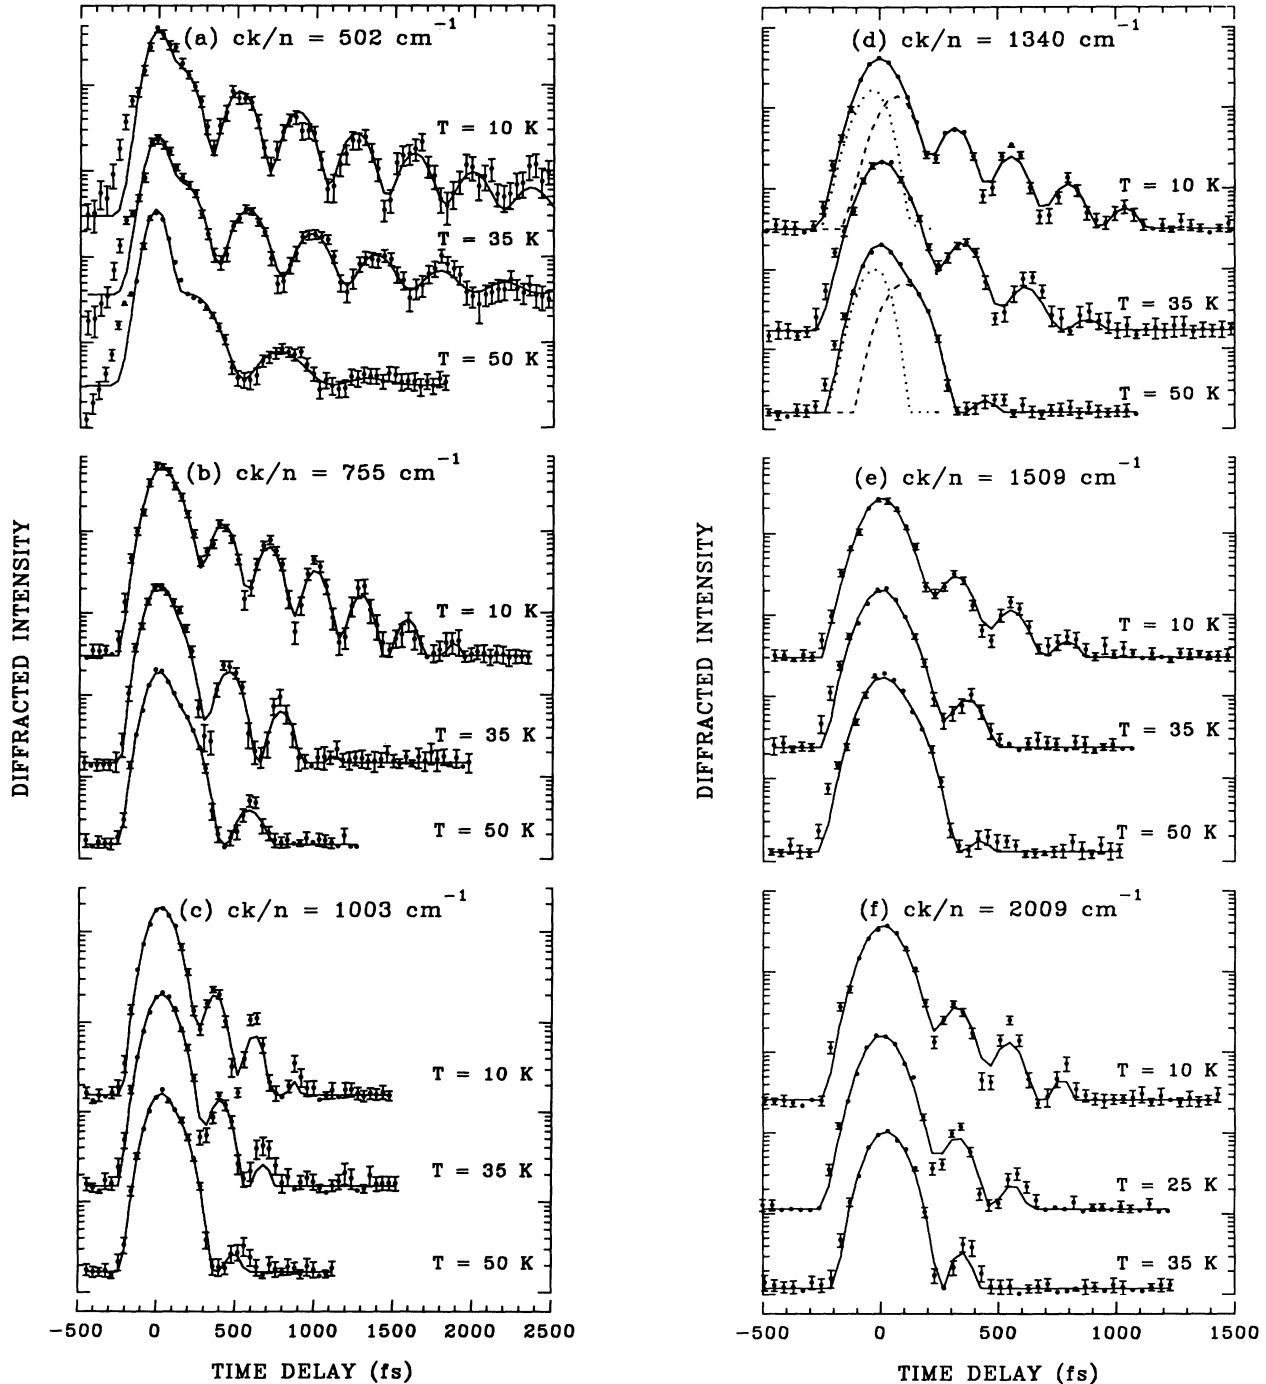 (a) ck/n = 502 cm⁻¹
T = 10 K
T = 35 K
T = 50 K
(b) ck/n = 755 cm⁻¹
T = 10 K
T = 35 K
T = 50 K
(c) ck/n = 1003 cm⁻¹
T = 10 K
T = 35 K
T = 50 K
DIFFRACTED INTENSITY
-500 0 500 1000 1500 2000 2500
TIME DELAY (fs)
(d) ck/n = 1340 cm⁻¹
T = 10 K
T = 35 K
T = 50 K
(e) ck/n = 1509 cm⁻¹
T = 10 K
T = 35 K
T = 50 K
(f) ck/n = 2009 cm⁻¹
T = 10 K
T = 25 K
T = 35 K
DIFFRACTED INTENSITY
-500 0 500 1000 1500
TIME DELAY (fs)